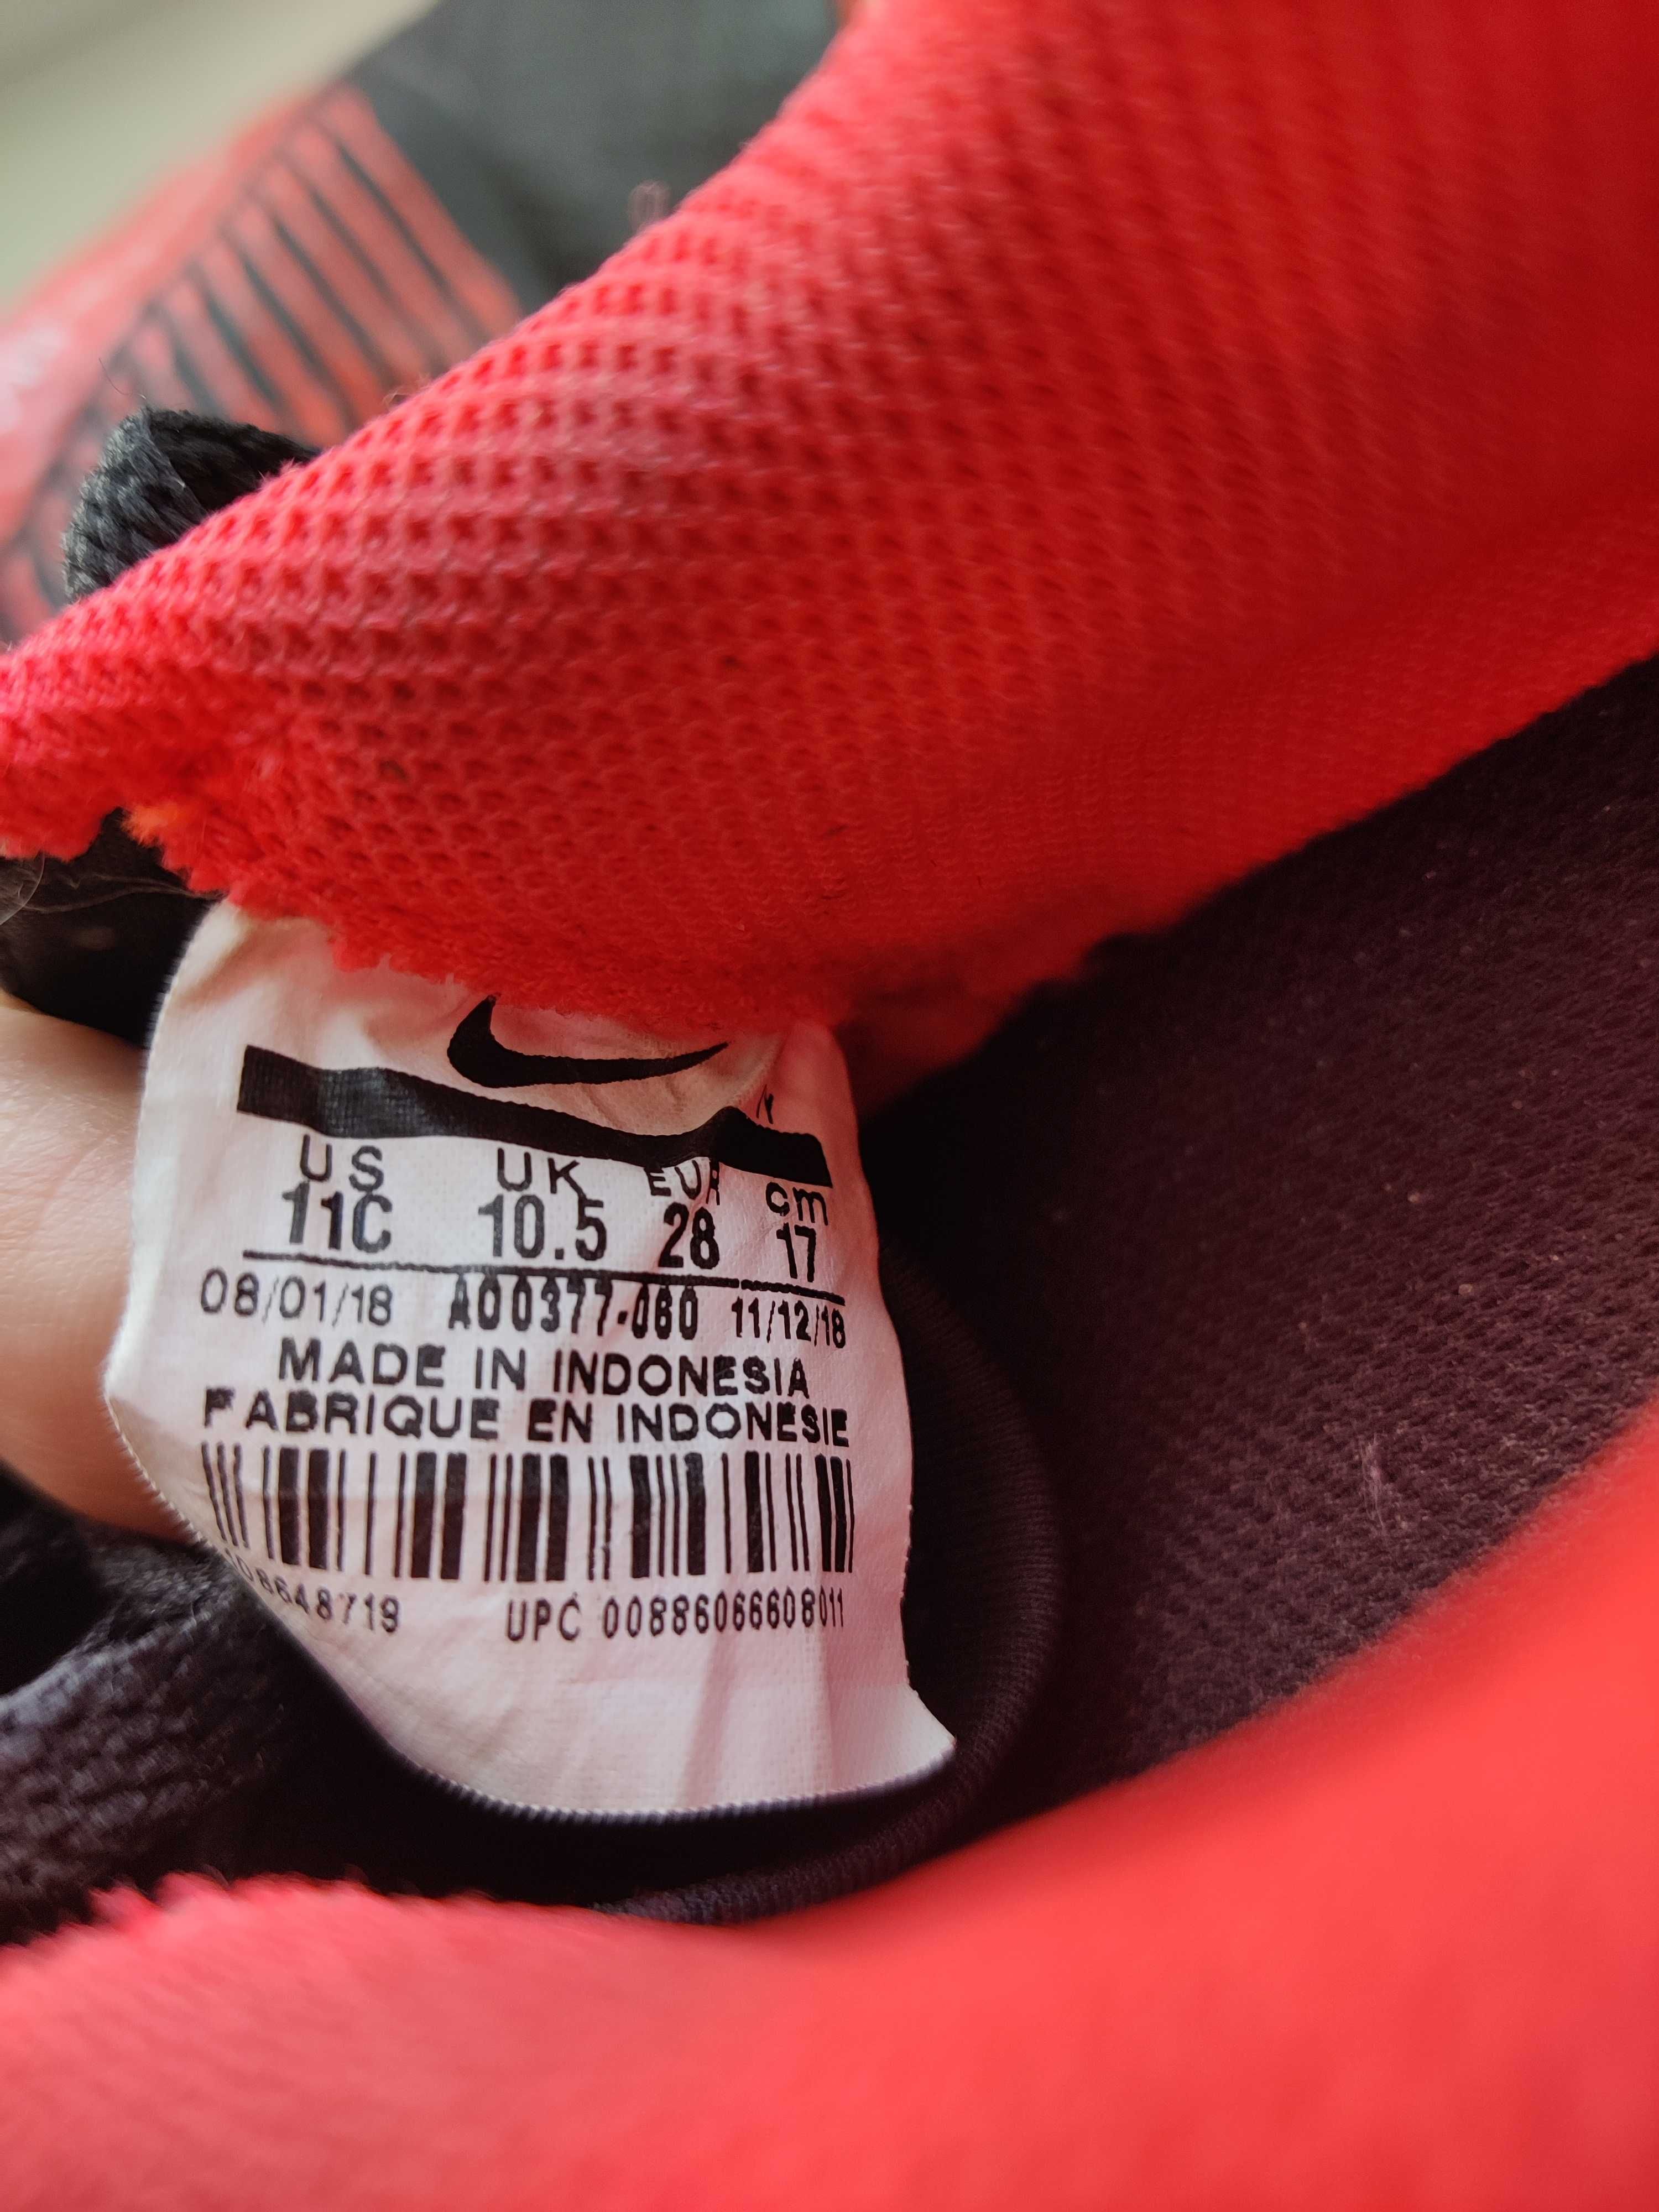 US UK EUR cm
11C 10.5 28 17
08/01/18 AO0377-060 11/12/18
MADE IN INDONESIA
FABRIQUE EN INDONESIE
08648719 UPC 00886066608011